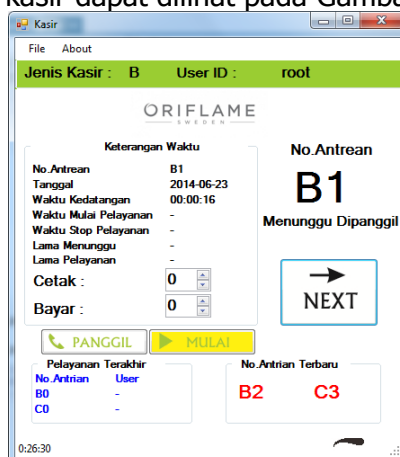 Kasir dapat dilihat pada Gamba
Kasir
File About
Jenis Kasir : B User ID : root
ORIFLAME
SWEDEN
Keterangan Waktu
No.Antrean B1
Tanggal 2014-06-23
Waktu Kedatangan 00:00:16
Waktu Mulai Pelayanan -
Waktu Stop Pelayanan -
Lama Menunggu -
Lama Pelayanan -
Cetak : 0
Bayar : 0
No.Antrean
B1
Menunggu Dipanggil
NEXT
PANGGIL MULAI
Pelayanan Terakhir
No.Antrian User
B0 -
C0 -
No.Antrian Terbaru
B2 C3
0:26:30